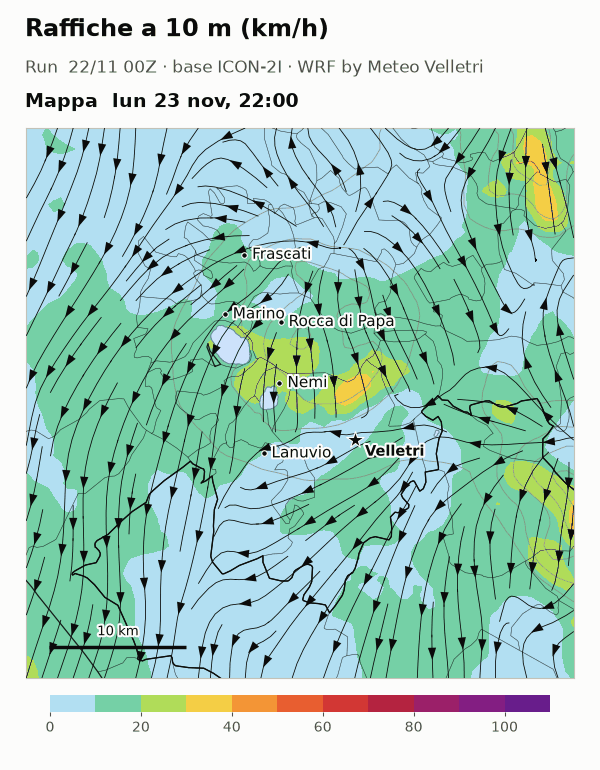 Raffiche a 10 m (km/h)
Run  22/11 00Z · base ICON-2I · WRF by Meteo Velletri
Mappa  lun 23 nov, 22:00
Frascati
Marino
Rocca di Papa
Nemi
Velletri
Lanuvio
10 km
0 20 40 60 80 100